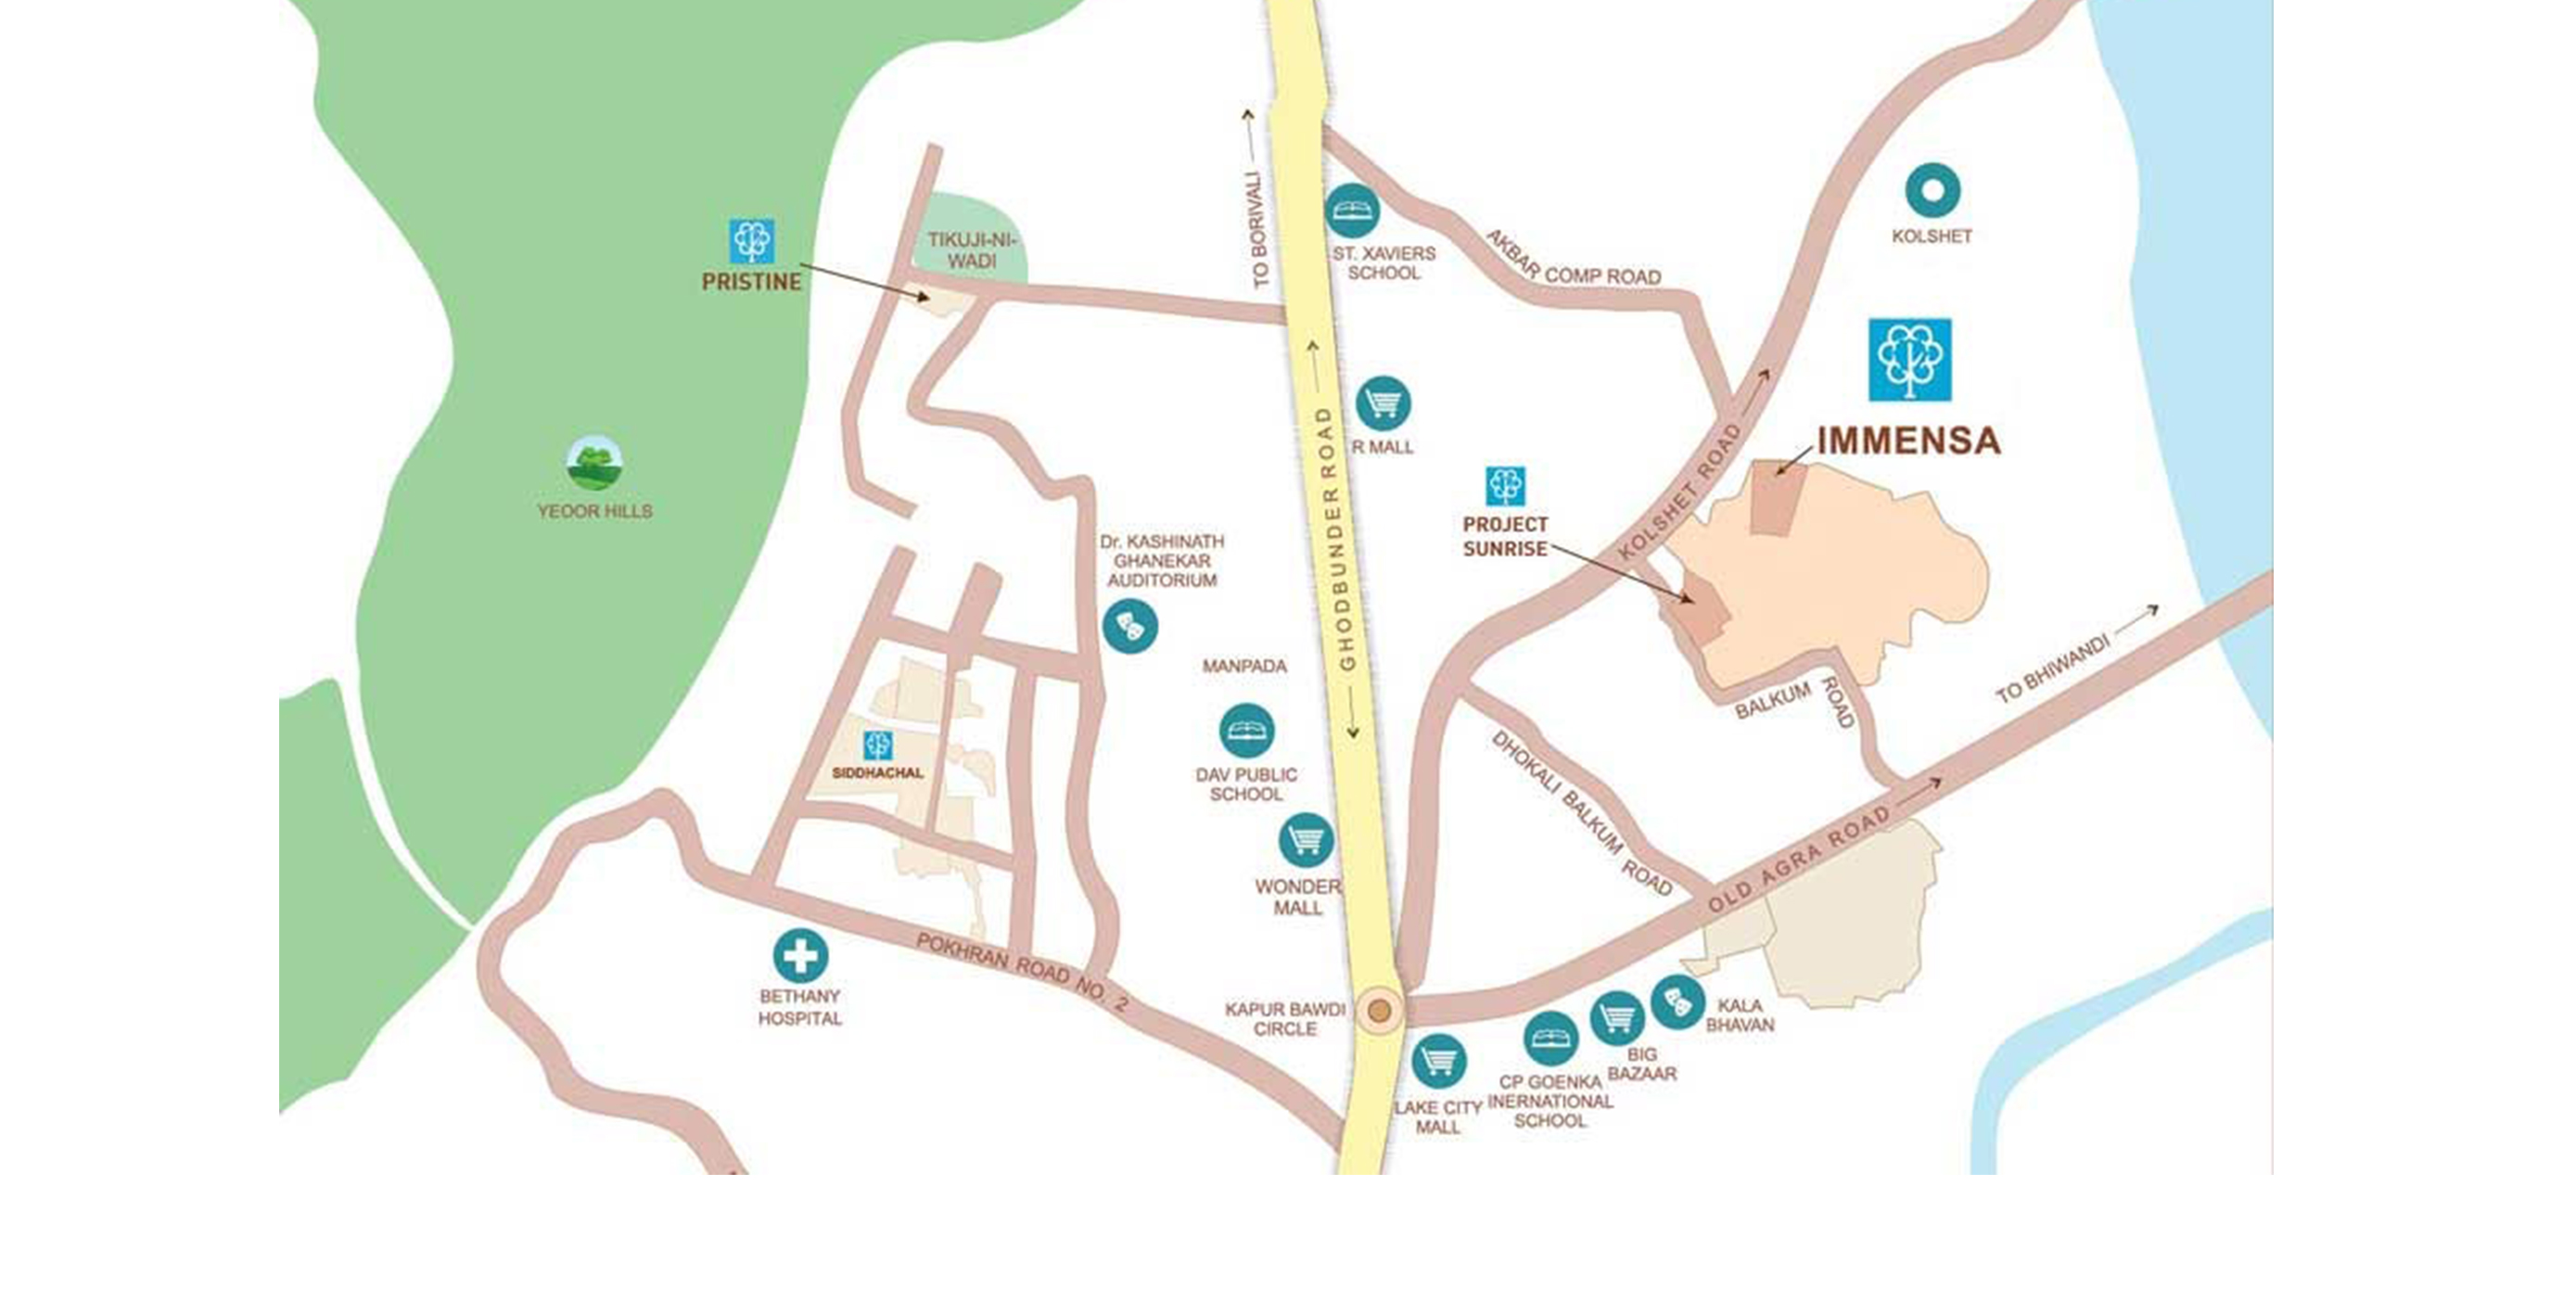 TO BORIVALI
ST. XAVIERS
SCHOOL
AKBAR COMP ROAD
KOLSHET
TIKUJI-NI-
WADI
PRISTINE
IMMENSA
R MALL
GHODBUNDER ROAD
KOLSHET ROAD
YEOOR HILLS
PROJECT
SUNRISE
Dr. KASHINATH
GHANEKAR
AUDITORIUM
MANPADA
TO BHIWANDI
BALKUM ROAD
DHOKALI BALKUM ROAD
DAV PUBLIC
SCHOOL
SIDDHACHAL
OLD AGRA ROAD
WONDER
MALL
POKHRAN ROAD NO. 2
BETHANY
HOSPITAL
KAPUR BAWDI
CIRCLE
KALA
BHAVAN
BIG
BAZAAR
CP GOENKA
INERNATIONAL
SCHOOL
LAKE CITY
MALL